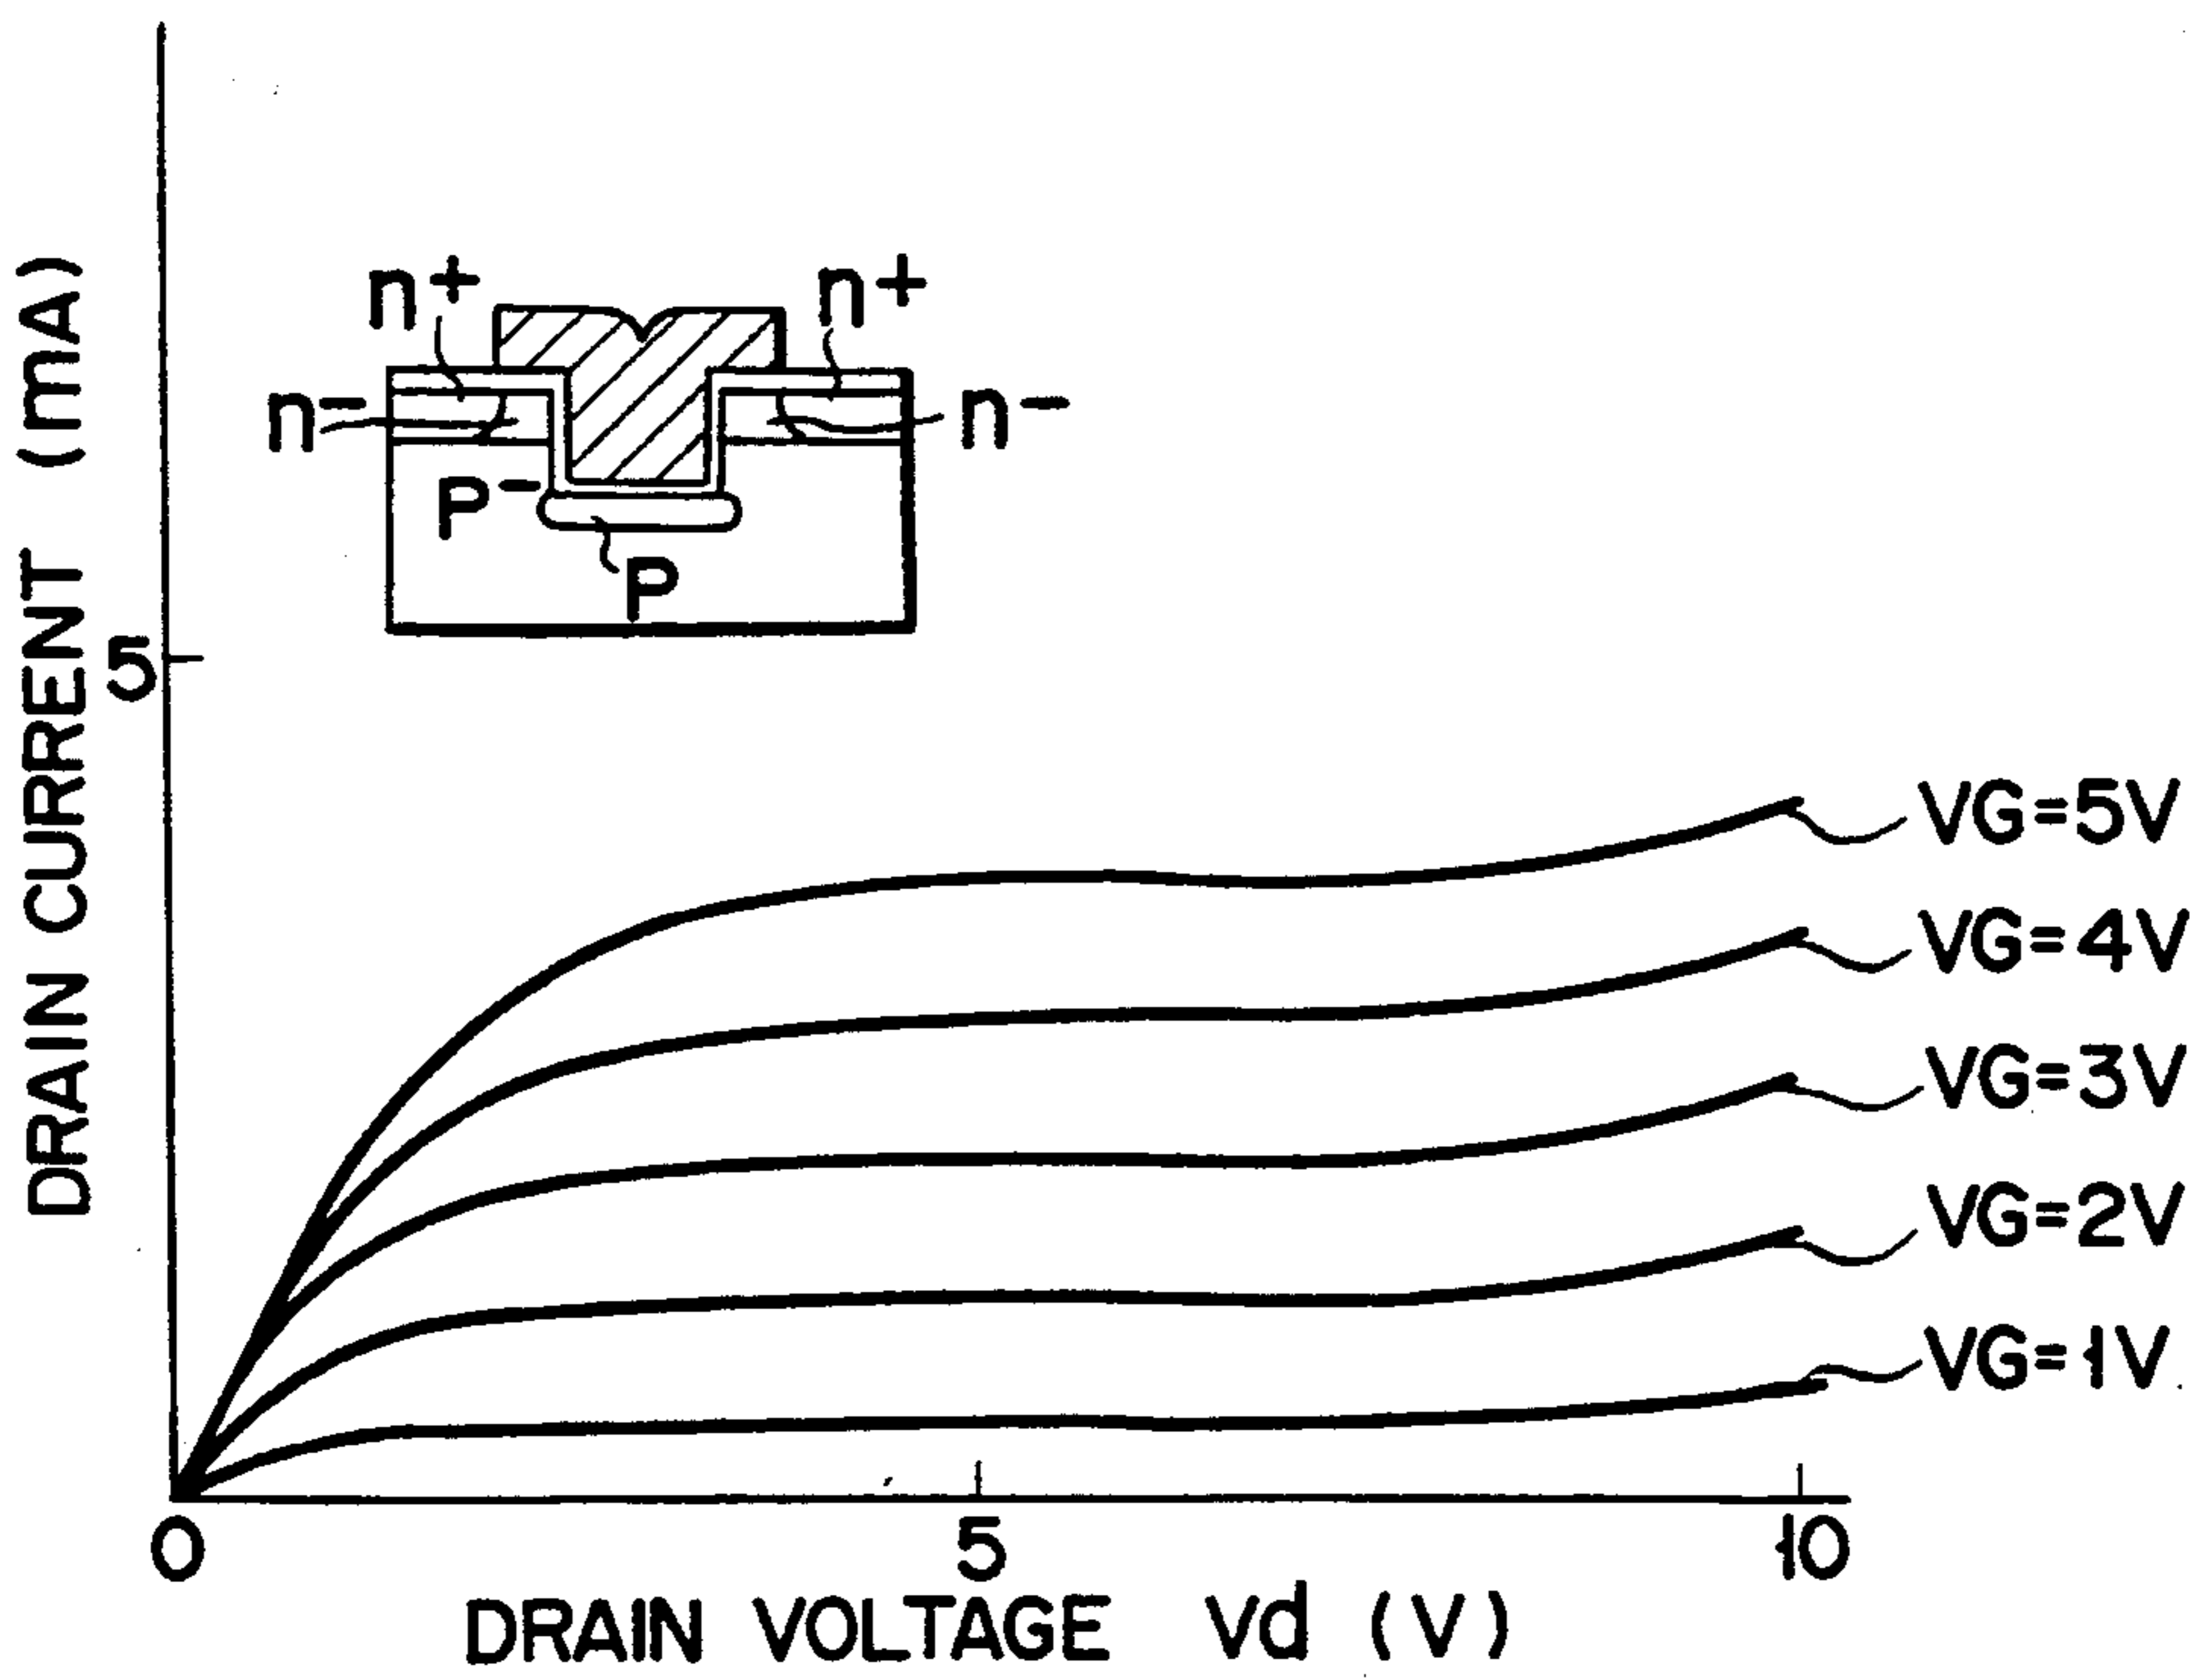 DRAIN CURRENT (mA)
n+ n+
n- n-
P-
P
5
VG=5V
VG=4V
VG=3V
VG=2V
VG=1V
0 5 10
DRAIN VOLTAGE Vd (V)